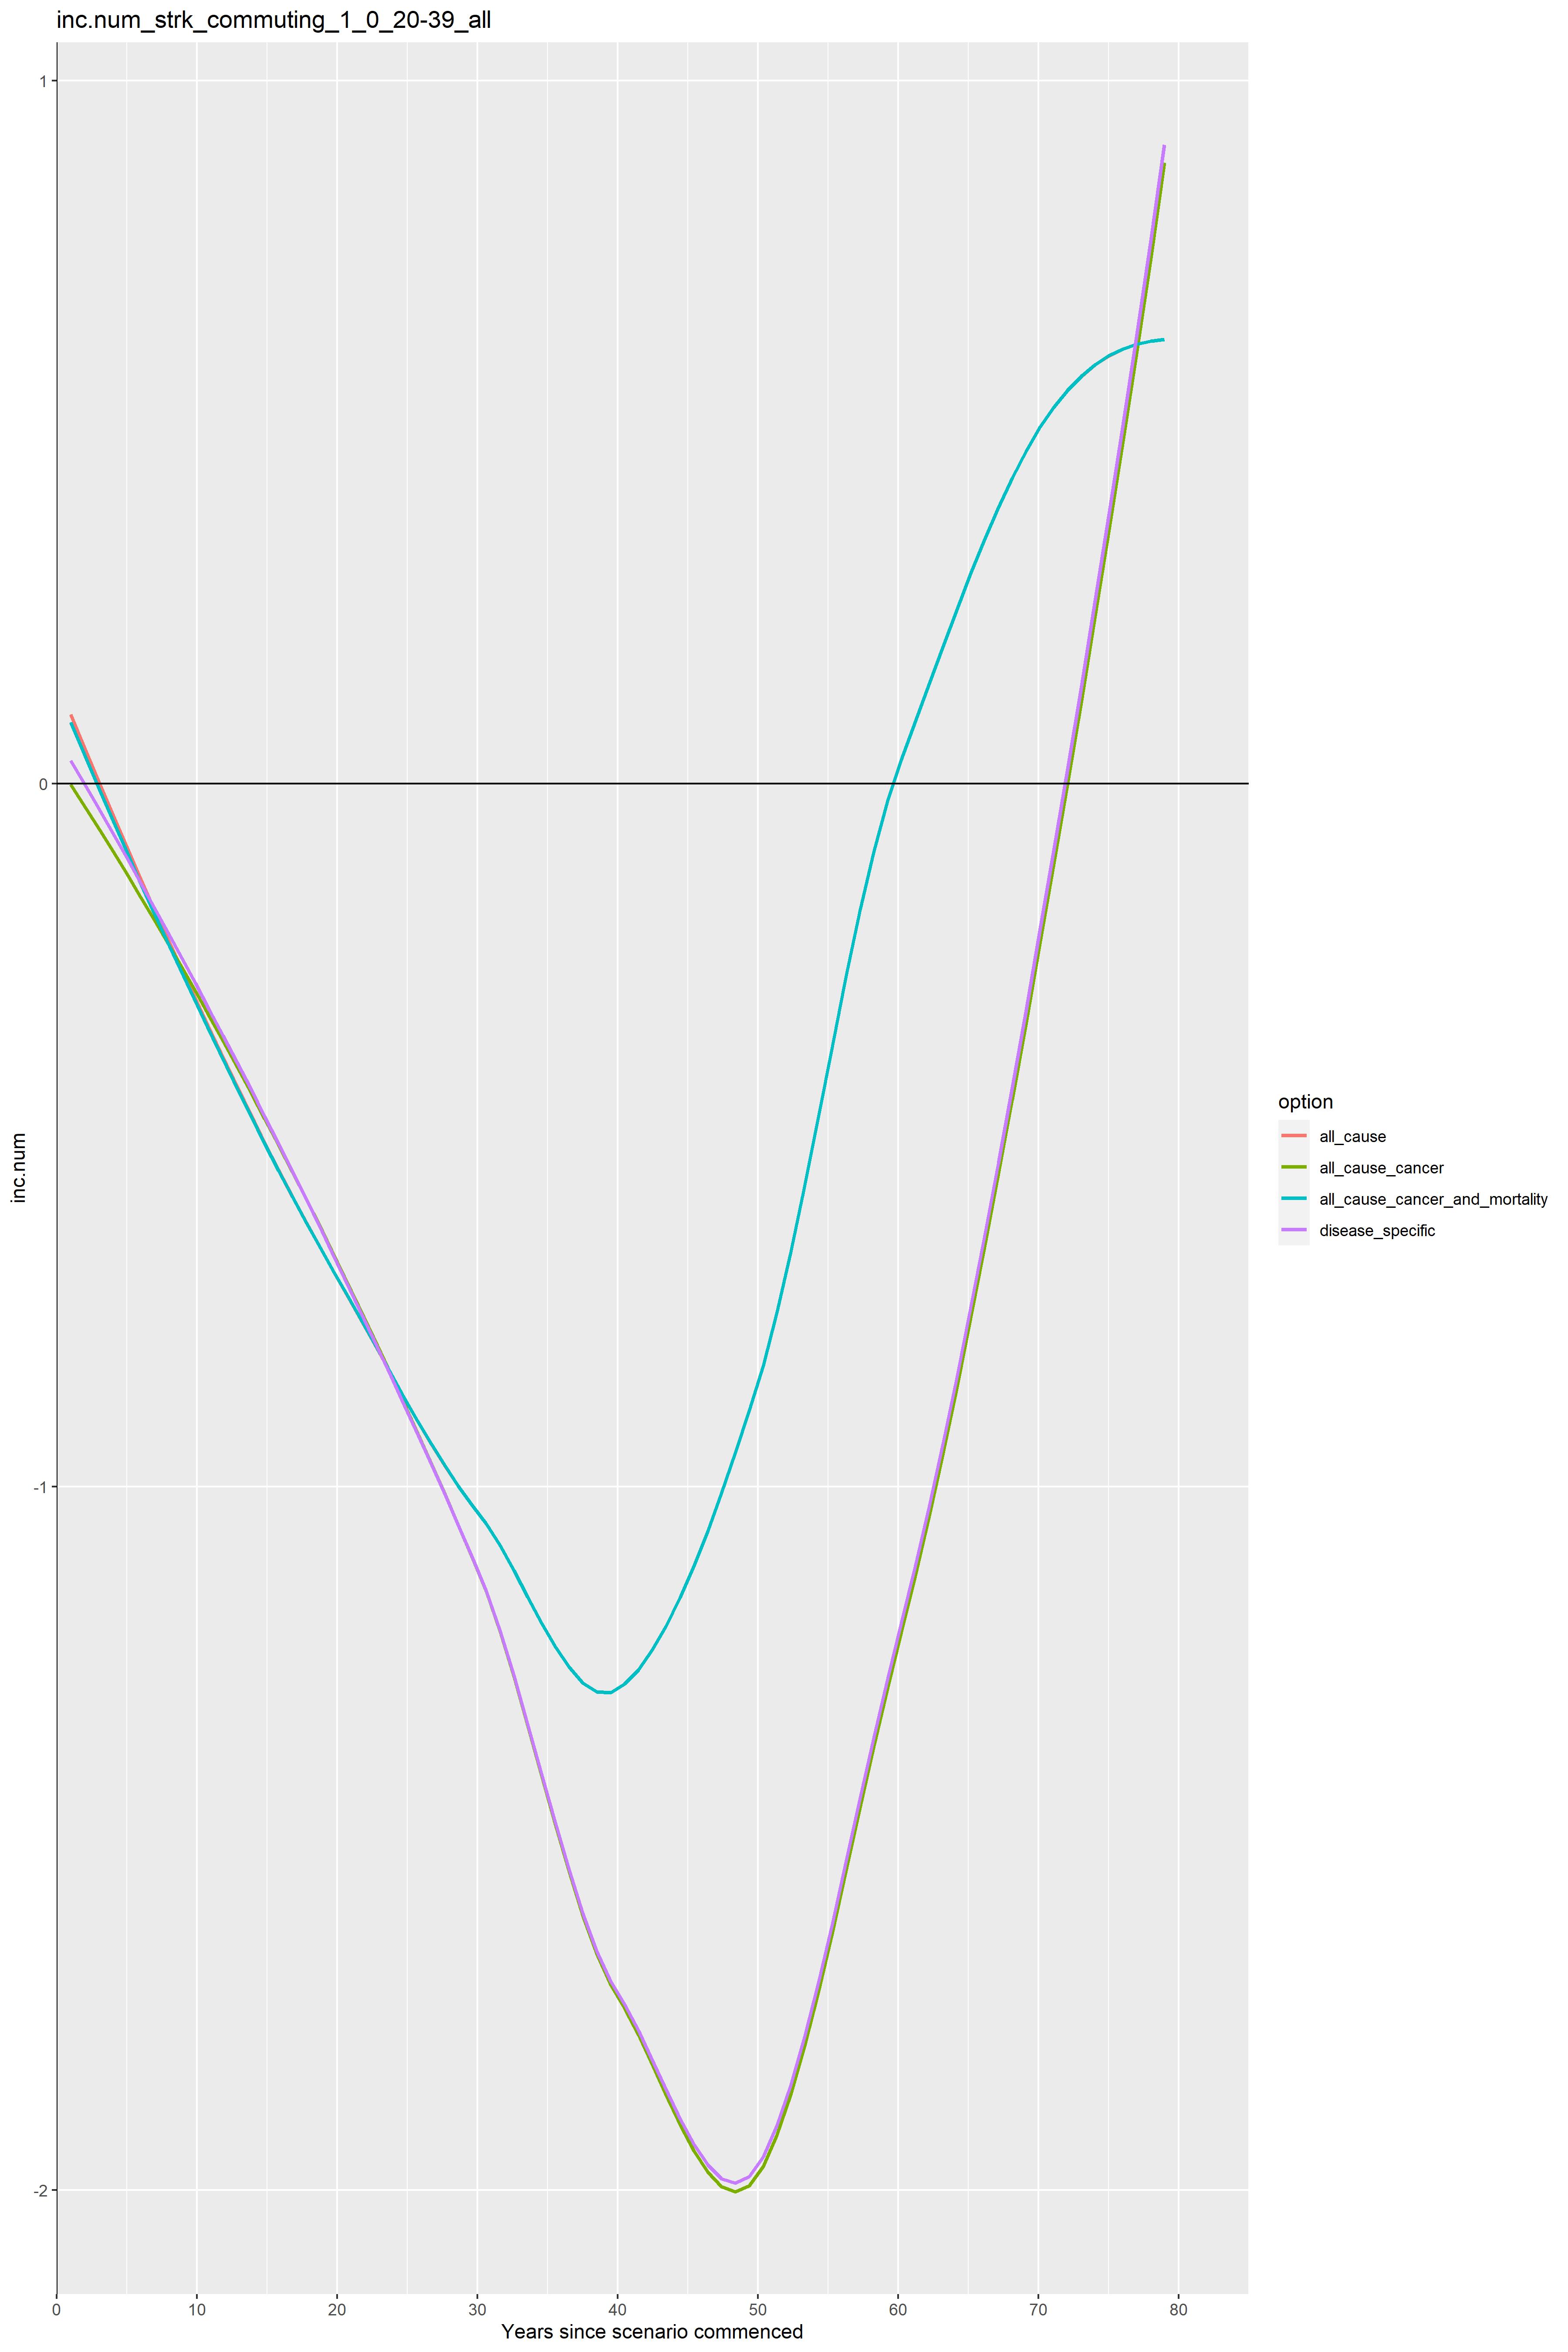 inc.num_strk_commuting_1_0_20-39_all
1
0
-1
-2
inc.num
0 10 20 30 40 50 60 70 80
Years since scenario commenced
option
all_cause
all_cause_cancer
all_cause_cancer_and_mortality
disease_specific